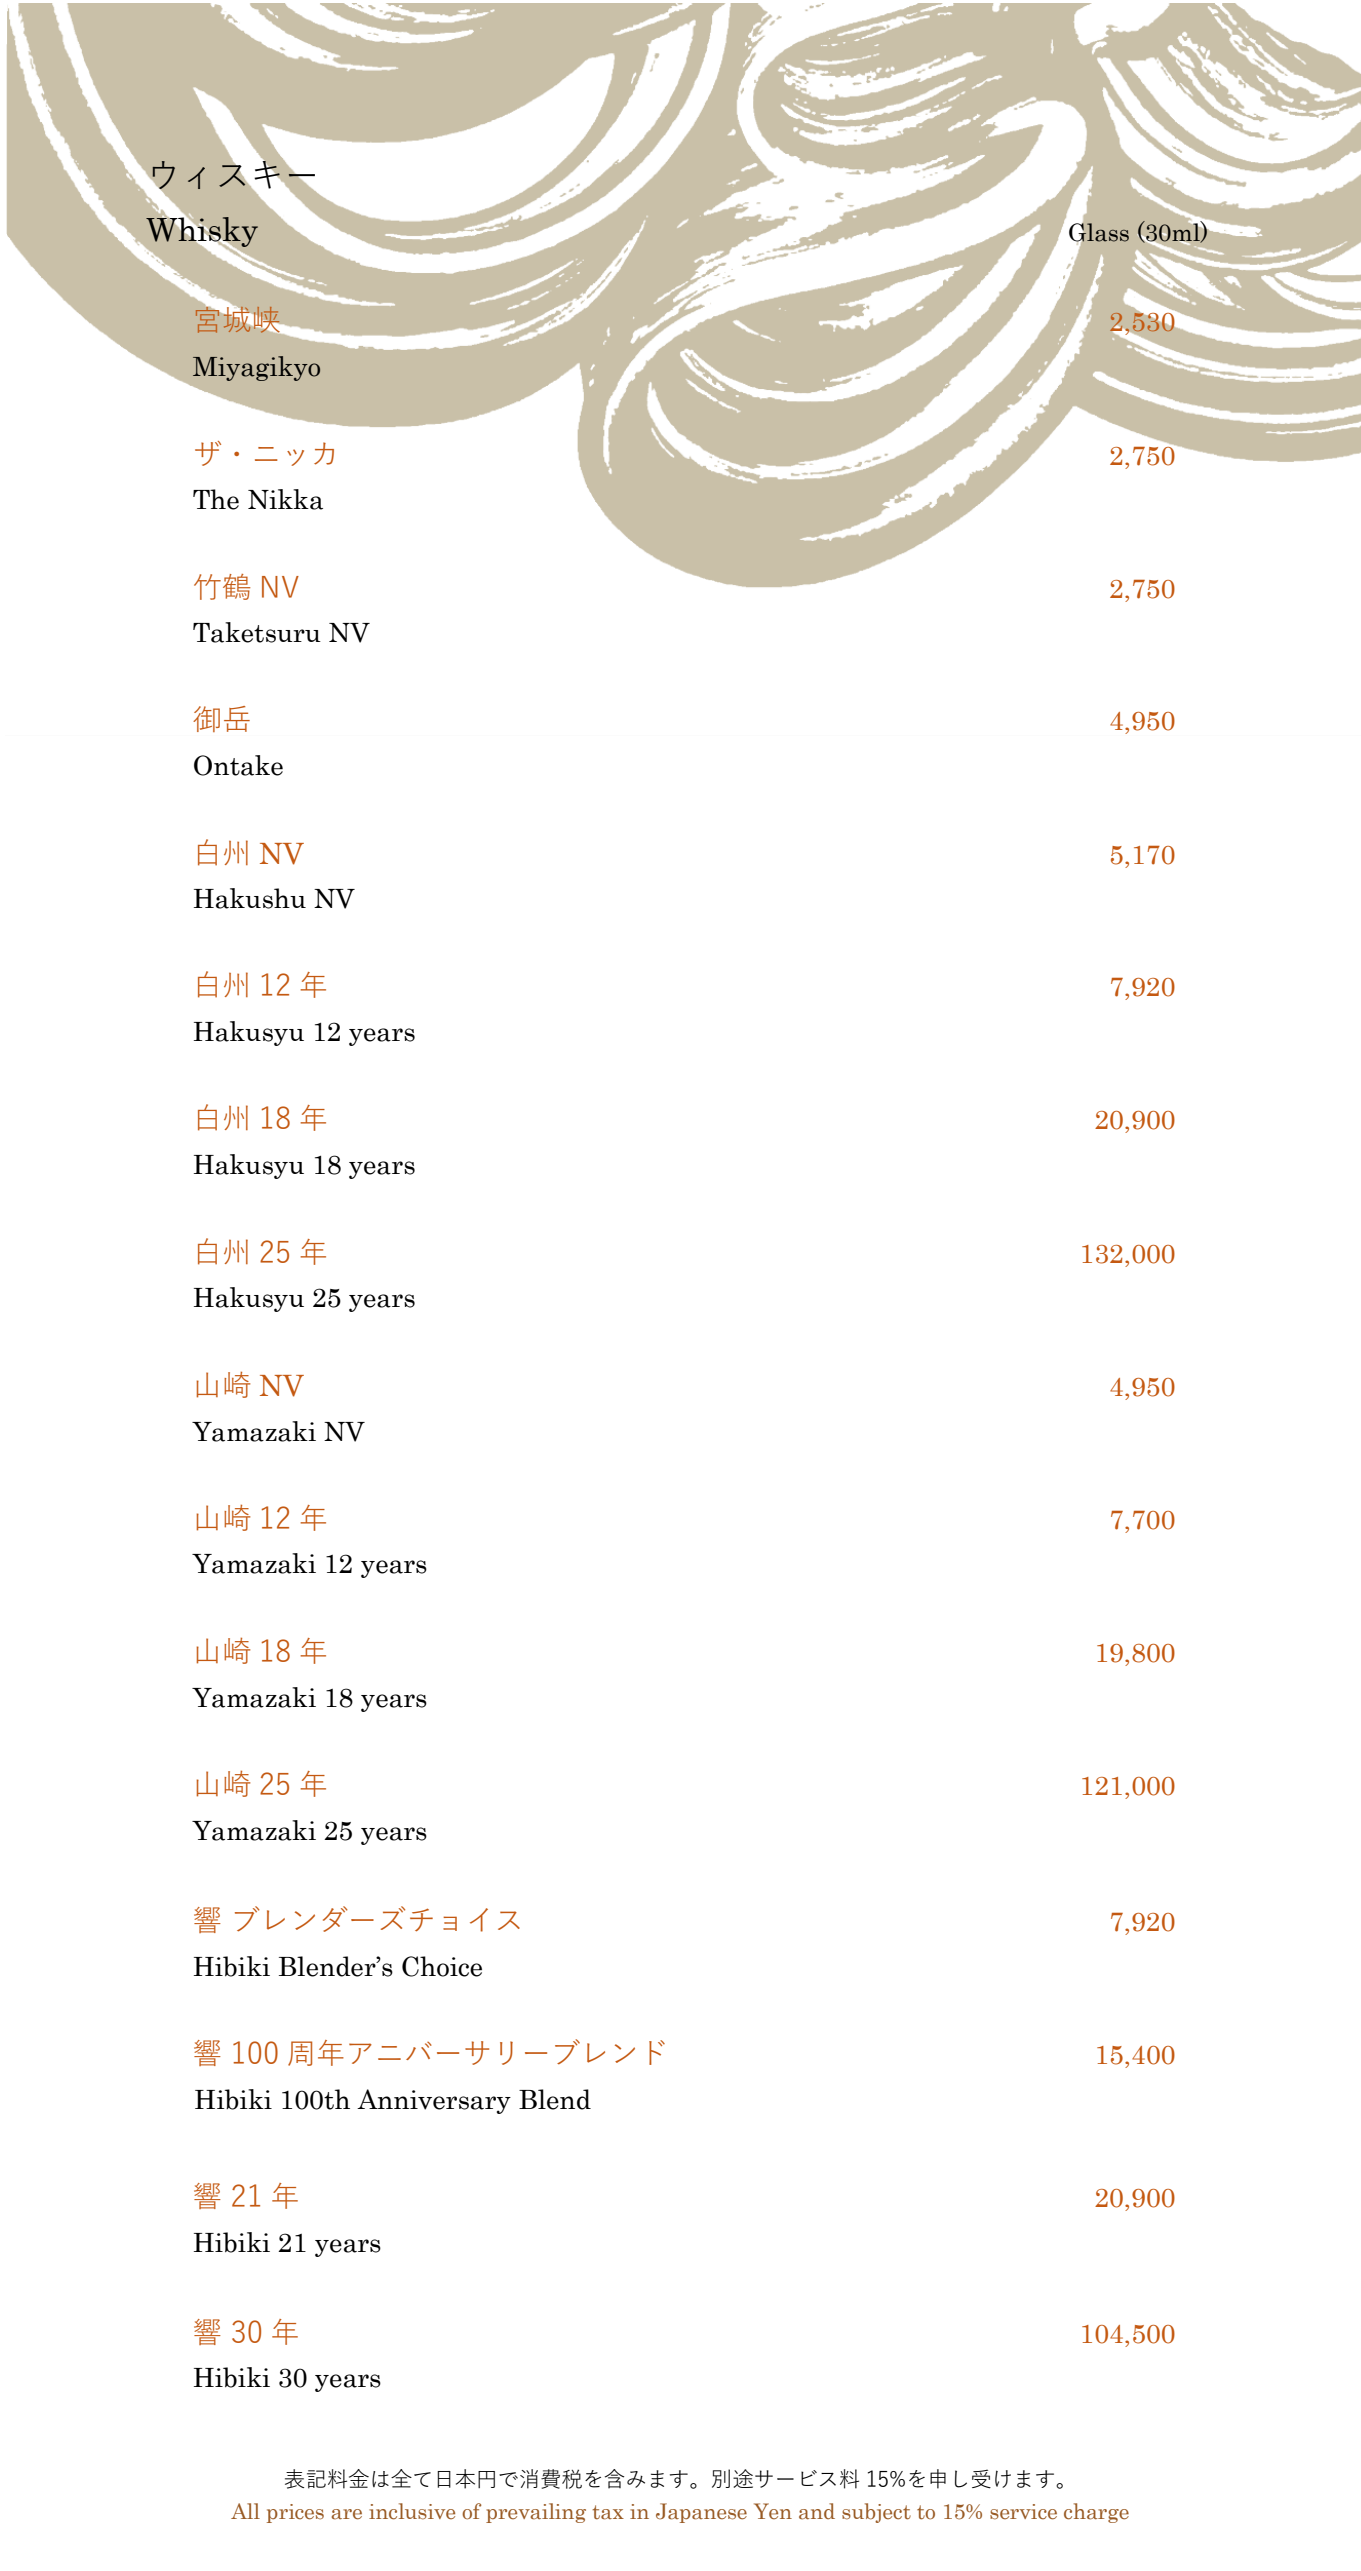 ウィスキー
Whisky Glass (30ml)
宮城峡 2,530
Miyagikyo
ザ・ニッカ 2,750
The Nikka
竹鶴 NV 2,750
Taketsuru NV
御岳 4,950
Ontake
白州 NV 5,170
Hakushu NV
白州 12 年 7,920
Hakusyu 12 years
白州 18 年 20,900
Hakusyu 18 years
白州 25 年 132,000
Hakusyu 25 years
山崎 NV 4,950
Yamazaki NV
山崎 12 年 7,700
Yamazaki 12 years
山崎 18 年 19,800
Yamazaki 18 years
山崎 25 年 121,000
Yamazaki 25 years
響 ブレンダーズチョイス 7,920
Hibiki Blender’s Choice
響 100 周年アニバーサリーブレンド 15,400
Hibiki 100th Anniversary Blend
響 21 年 20,900
Hibiki 21 years
響 30 年 104,500
Hibiki 30 years
表記料金は全て日本円で消費税を含みます。別途サービス料 15%を申し受けます。
All prices are inclusive of prevailing tax in Japanese Yen and subject to 15% service charge